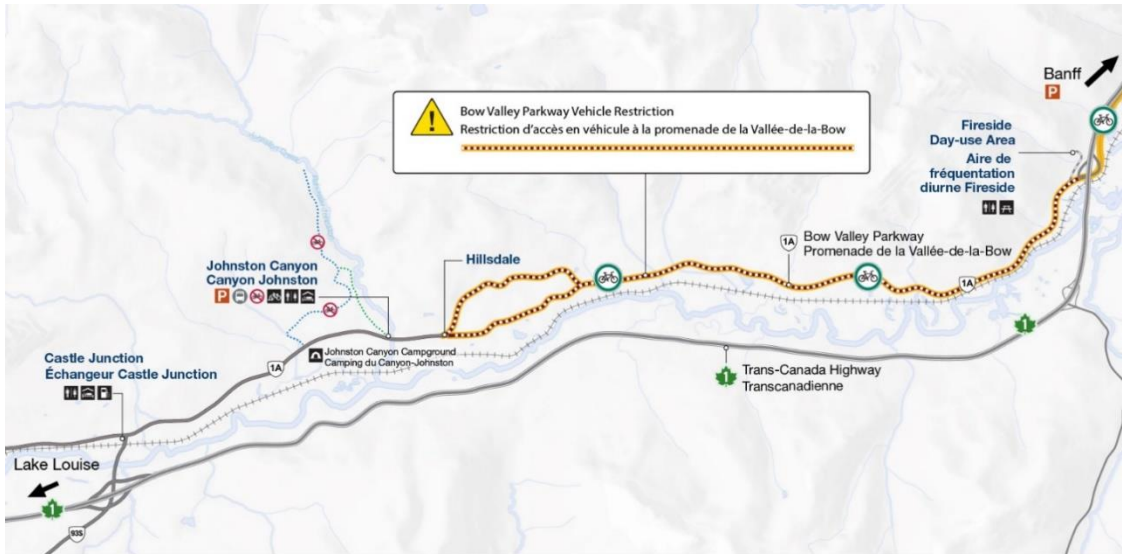 Banff
P
Bow Valley Parkway Vehicle Restriction
Restriction d'accès en véhicule à la promenade de la Vallée-de-la-Bow
Fireside
Day-use Area
Aire de
fréquentation
diurne Fireside
1A
Bow Valley Parkway
Promenade de la Vallée-de-la-Bow
Hillsdale
Johnston Canyon
Canyon Johnston
P
1A
1
Johnston Canyon Campground
Camping du Canyon-Johnston
Castle Junction
Échangeur Castle Junction
1A
1
Trans-Canada Highway
Transcanadienne
Lake Louise
1
93S